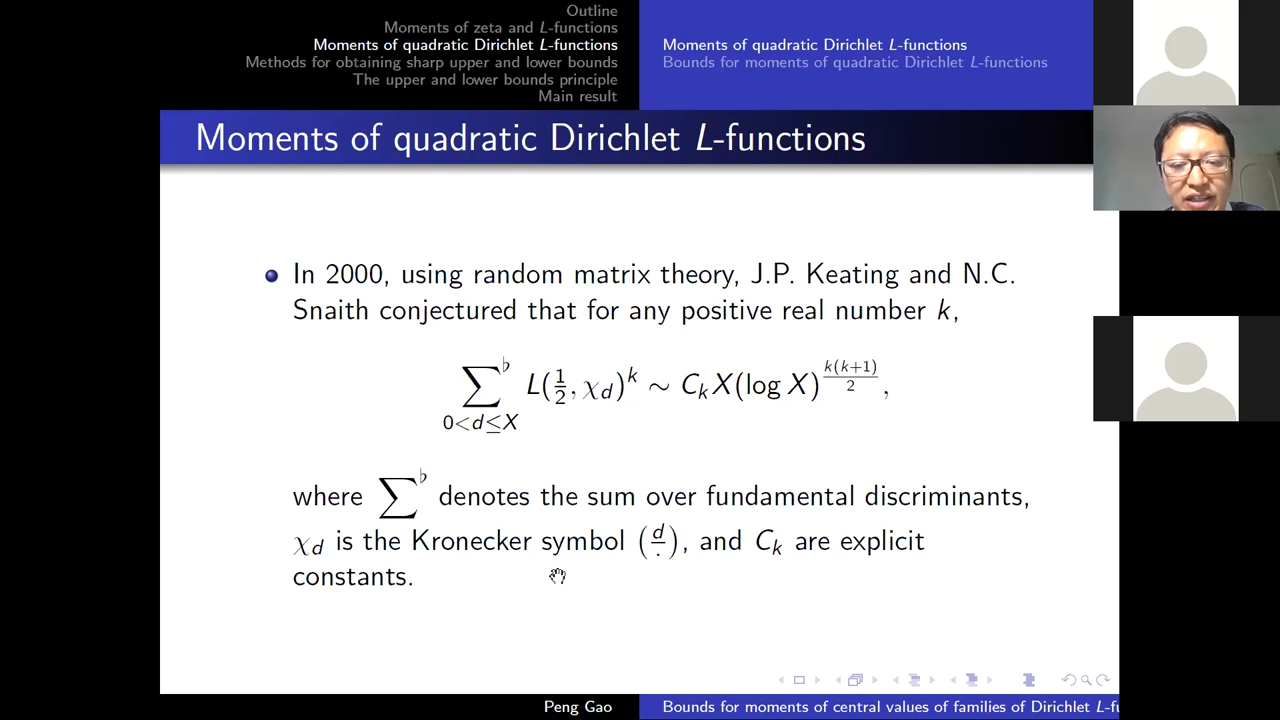 Outline
Moments of zeta and L-functions
Moments of quadratic Dirichlet L-functions
Methods for obtaining sharp upper and lower bounds
The upper and lower bounds principle
Main result
Moments of quadratic Dirichlet L-functions
Bounds for moments of quadratic Dirichlet L-functions
Moments of quadratic Dirichlet L-functions
In 2000, using random matrix theory, J.P. Keating and N.C.
Snaith conjectured that for any positive real number k,
∑♭ 0<d≤X L(1/2, χ_d)^k ∼ C_k X(log X)^{k(k+1)/2},
where ∑♭ denotes the sum over fundamental discriminants,
χ_d is the Kronecker symbol (d/·), and C_k are explicit
constants.
Peng Gao
Bounds for moments of central values of families of Dirichlet L-fu